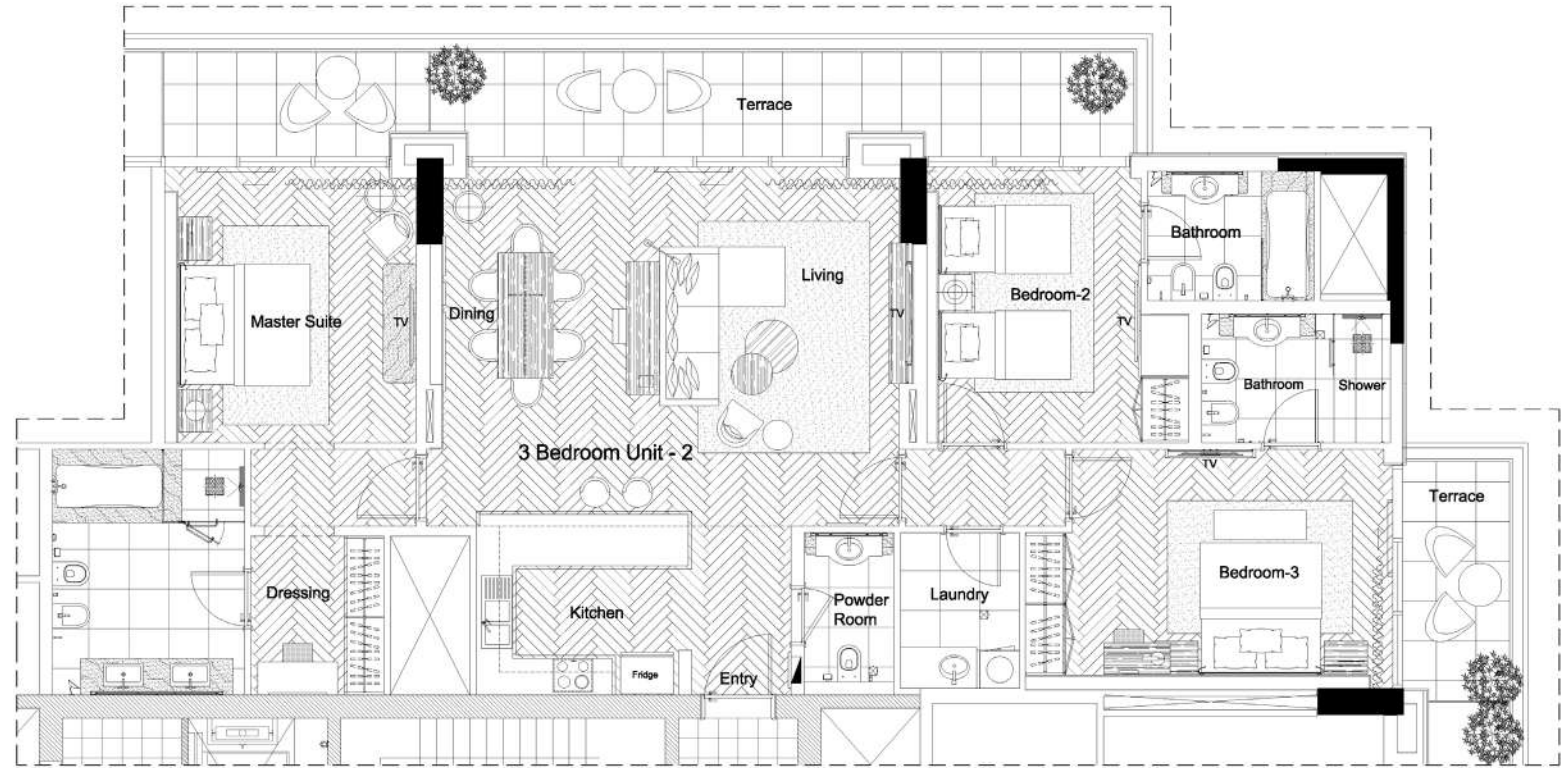 Terrace
Bathroom
Living
Bedroom-2
Master Suite
TV
Dining
TV
TV
Bathroom
Shower
3 Bedroom Unit - 2
TV
Terrace
Bedroom-3
Dressing
Kitchen
Powder
Room
Laundry
Fridge
Entry